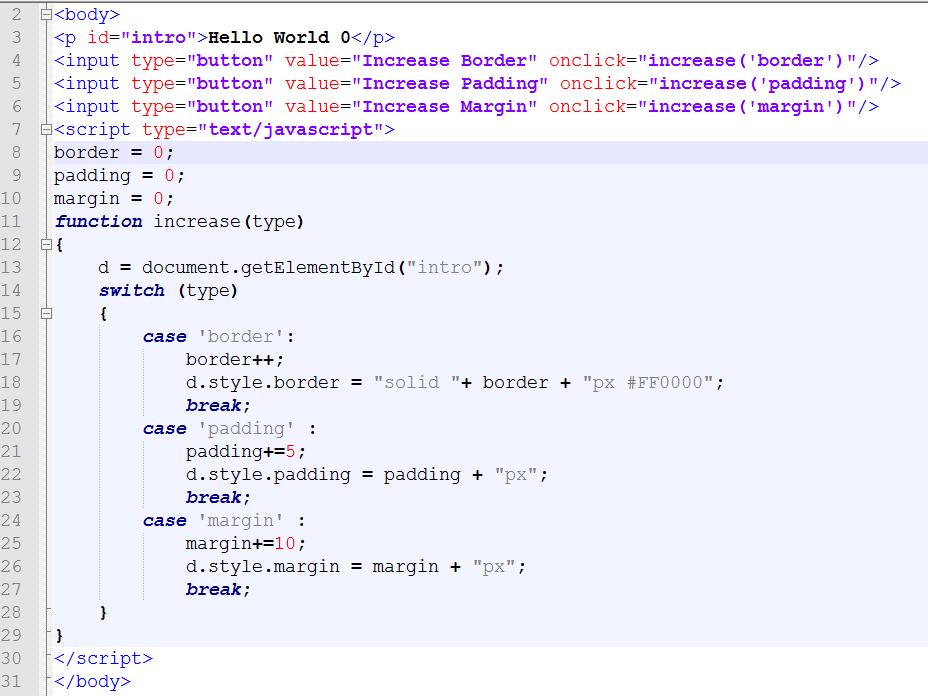 2 <body>
3 <p id="intro">Hello World 0</p>
4 <input type="button" value="Increase Border" onclick="increase('border')"/>
5 <input type="button" value="Increase Padding" onclick="increase('padding')"/>
6 <input type="button" value="Increase Margin" onclick="increase('margin')"/>
7 <script type="text/javascript">
8 border = 0;
9 padding = 0;
10 margin = 0;
11 function increase(type)
12 {
13     d = document.getElementById("intro");
14     switch (type)
15     {
16         case 'border':
17             border++;
18             d.style.border = "solid "+ border + "px #FF0000";
19             break;
20         case 'padding' :
21             padding+=5;
22             d.style.padding = padding + "px";
23             break;
24         case 'margin' :
25             margin+=10;
26             d.style.margin = margin + "px";
27             break;
28     }
29 }
30 </script>
31 </body>